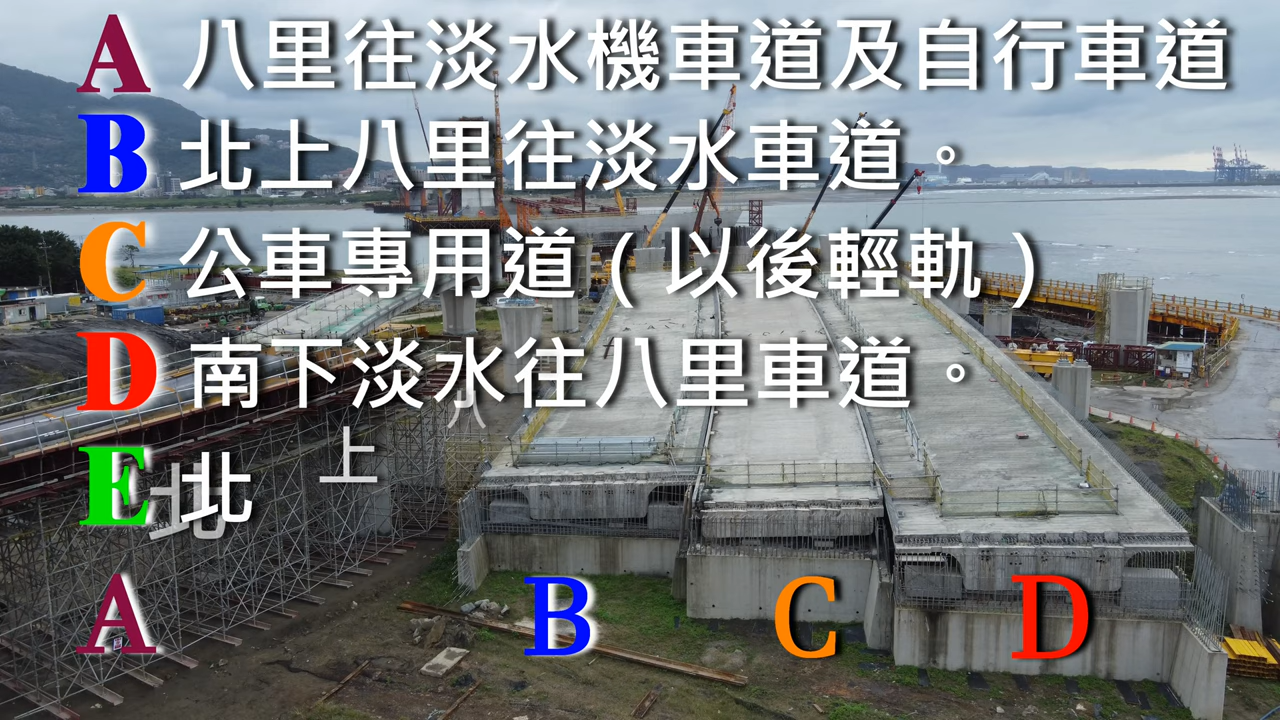 A 八里往淡水機車道及自行車道
B 北上八里往淡水車道。
C 公車專用道(以後輕軌)
D 南下淡水往八里車道。
E 北
北 上 八
A B C D